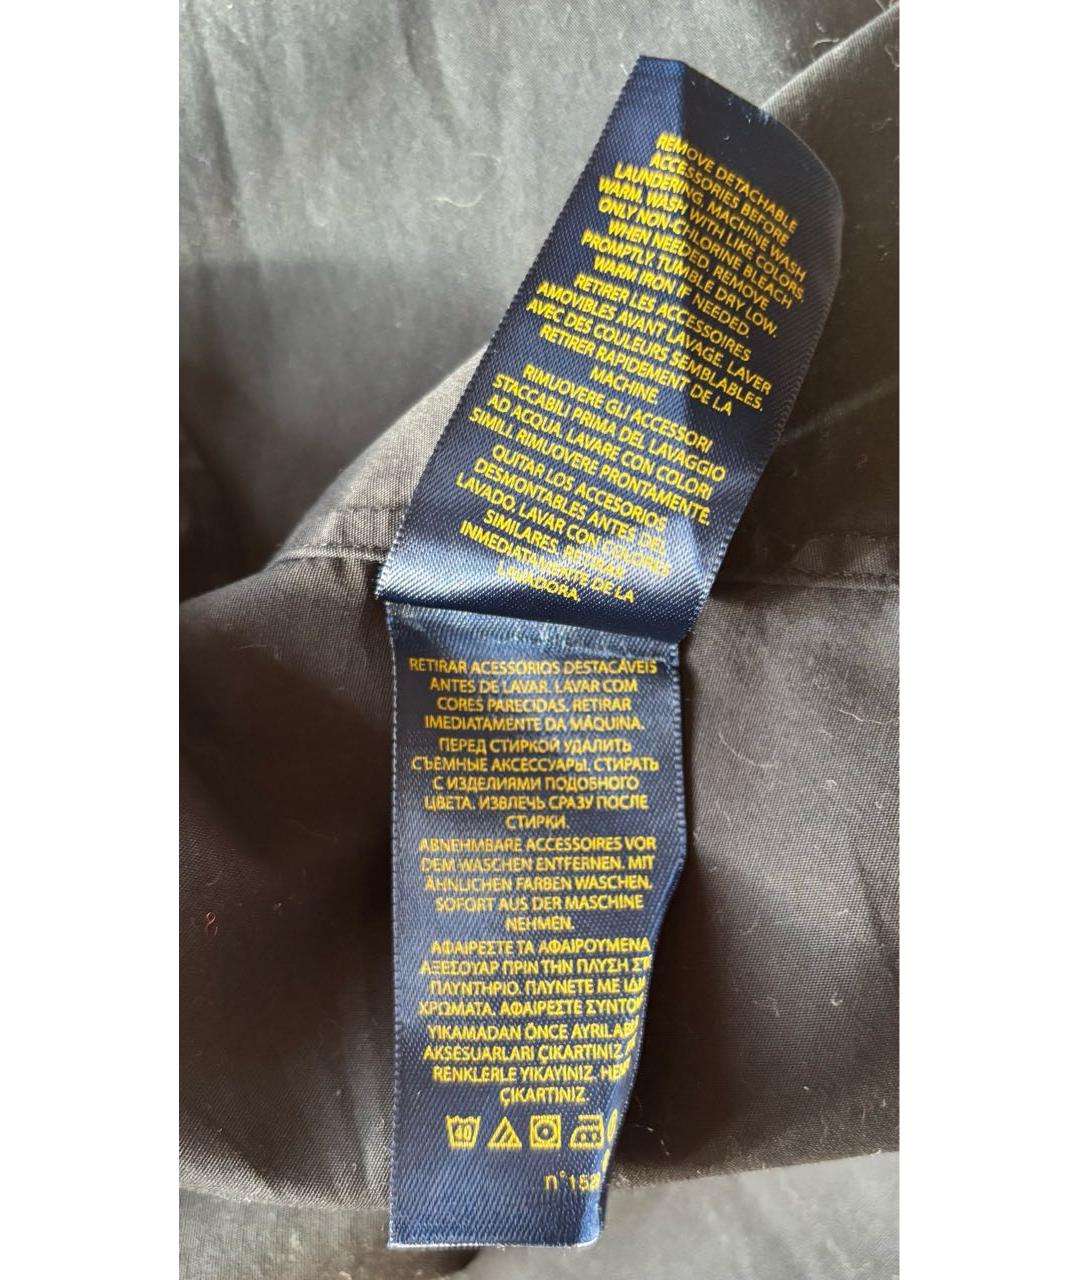 REMOVE DETACHABLE
ACCESSORIES BEFORE
LAUNDERING. MACHINE WASH
WARM. WASH WITH LIKE COLORS.
ONLY NON-CHLORINE BLEACH
WHEN NEEDED. REMOVE
PROMPTLY. TUMBLE DRY LOW.
WARM IRON IF NEEDED.
RETIRER LES ACCESSOIRES
AMOVIBLES AVANT LAVAGE. LAVER
AVEC DES COULEURS SEMBLABLES.
RETIRER RAPIDEMENT DE LA
MACHINE.
RIMUOVERE GLI ACCESSORI
STACCABILI PRIMA DEL LAVAGGIO
AD ACQUA. LAVARE CON COLORI
SIMILI. RIMUOVERE PRONTAMENTE.
QUITAR LOS ACCESORIOS
DESMONTABLES ANTES DEL
LAVADO. LAVAR CON COLORES
SIMILARES. RETIRAR
INMEDIATAMENTE DE LA
LAVADORA.
RETIRAR ACESSÓRIOS DESTACÁVEIS
ANTES DE LAVAR. LAVAR COM
CORES PARECIDAS. RETIRAR
IMEDIATAMENTE DA MÁQUINA.
ПЕРЕД СТИРКОЙ УДАЛИТЬ
СЪЕМНЫЕ АКСЕССУАРЫ. СТИРАТЬ
С ИЗДЕЛИЯМИ ПОДОБНОГО
ЦВЕТА. ИЗВЛЕЧЬ СРАЗУ ПОСЛЕ
СТИРКИ.
ABNEHMBARE ACCESSOIRES VOR
DEM WASCHEN ENTFERNEN. MIT
ÄHNLICHEN FARBEN WASCHEN.
SOFORT AUS DER MASCHINE
NEHMEN.
ΑΦΑΙΡΕΣΤΕ ΤΑ ΑΦΑΙΡΟΥΜΕΝΑ
ΑΞΕΣΟΥΑΡ ΠΡΙΝ ΤΗΝ ΠΛΥΣΗ ΣΤ
ΠΛΥΝΤΗΡΙΟ. ΠΛΥΝΕΤΕ ΜΕ
ΧΡΩΜΑΤΑ. ΑΦΑΙΡΕΣΤΕ ΣΥΝΤΟ
YIKAMADAN ÖNCE AYRILAB
AKSESUARLARI ÇIKARTINIZ.
RENKLERLE YIKAYINIZ. HE
ÇIKARTINIZ.
40
n°152